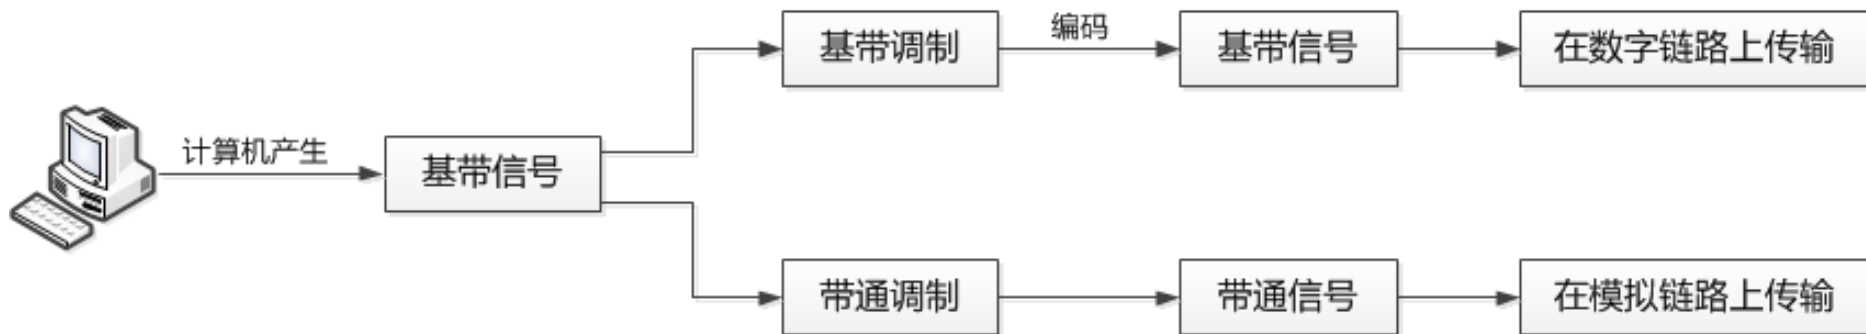 计算机产生
基带信号
基带调制
编码
基带信号
在数字链路上传输
带通调制
带通信号
在模拟链路上传输